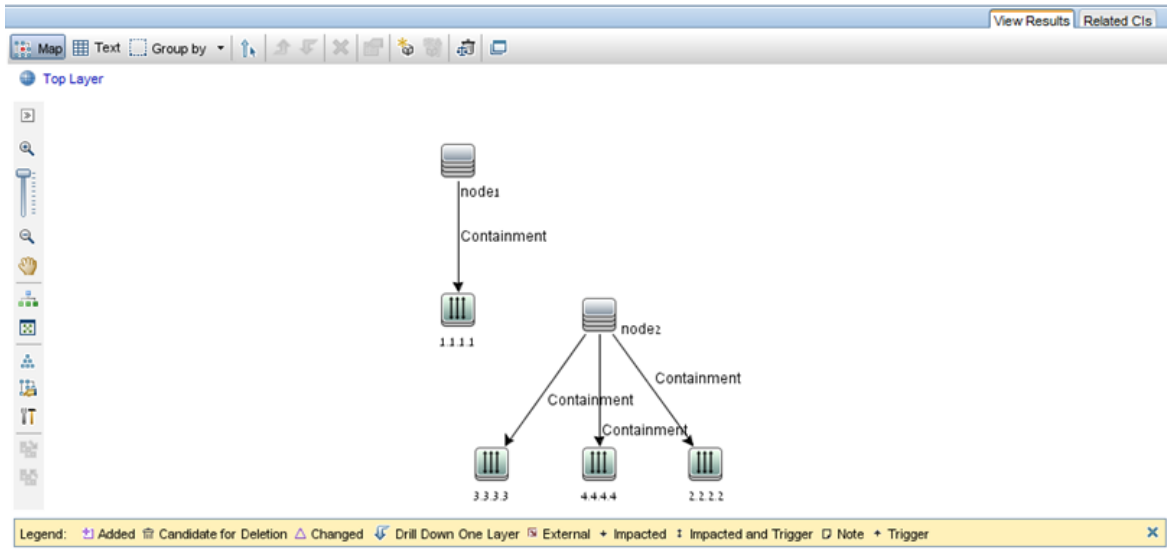 View Results Related CIs
Map Text Group by
Top Layer
node1
Containment
1.1.1.1
node2
Containment
Containment
Containment
3.3.3.3 4.4.4.4 2.2.2.2
Legend: Added Candidate for Deletion Changed Drill Down One Layer External Impacted Impacted and Trigger Note Trigger